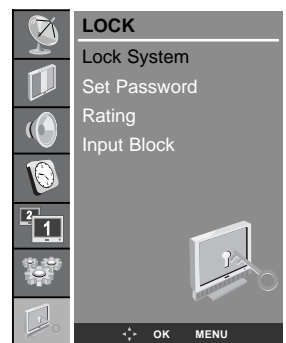 LOCK
Lock System
Set Password
Rating
Input Block
2
1
OK MENU